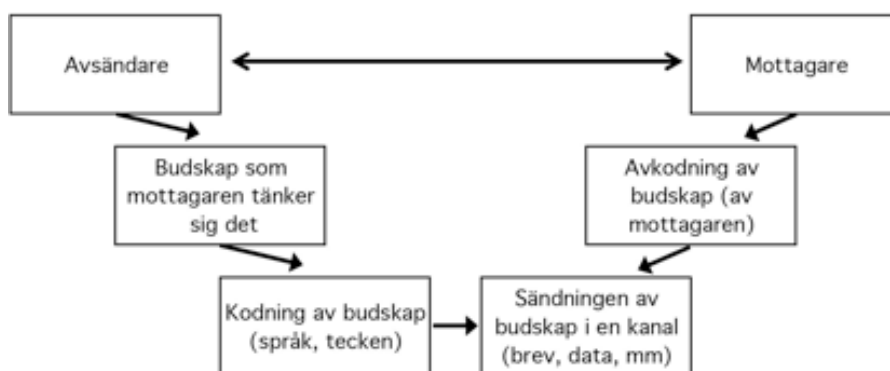 Avsändare
Mottagare
Budskap som
mottagaren tänker
sig det
Avkodning av
budskap (av
mottagaren)
Kodning av budskap
(språk, tecken)
Sändningen av
budskap i en kanal
(brev, data, mm)